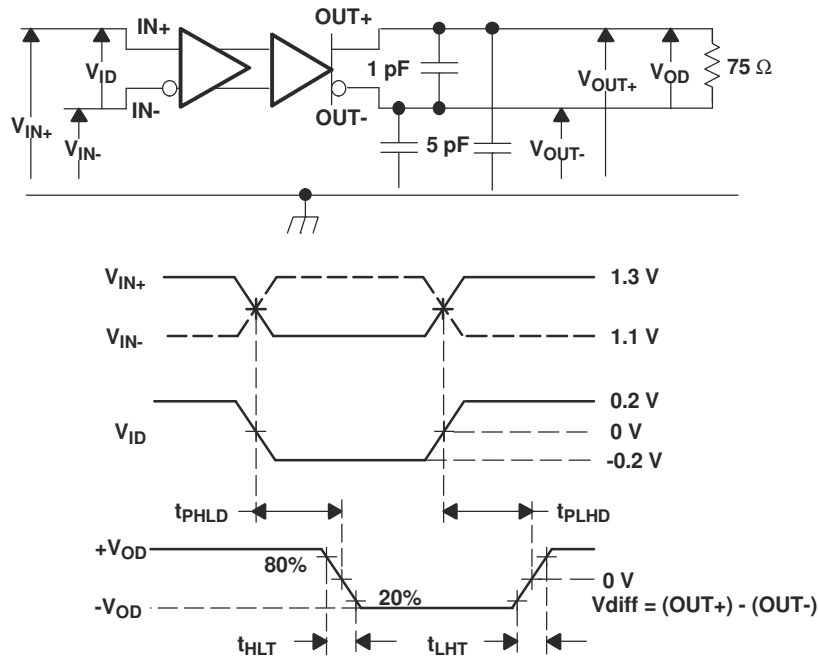 IN+
OUT+
V_ID
1 pF
V_OUT+
V_OD
75 Ω
IN-
OUT-
V_IN+
V_IN-
5 pF
V_OUT-
V_IN+
1.3 V
V_IN-
1.1 V
0.2 V
V_ID
0 V
-0.2 V
t_PHLD
t_PLHD
+V_OD
80%
0 V
20%
Vdiff = (OUT+) - (OUT-)
-V_OD
t_HLT
t_LHT